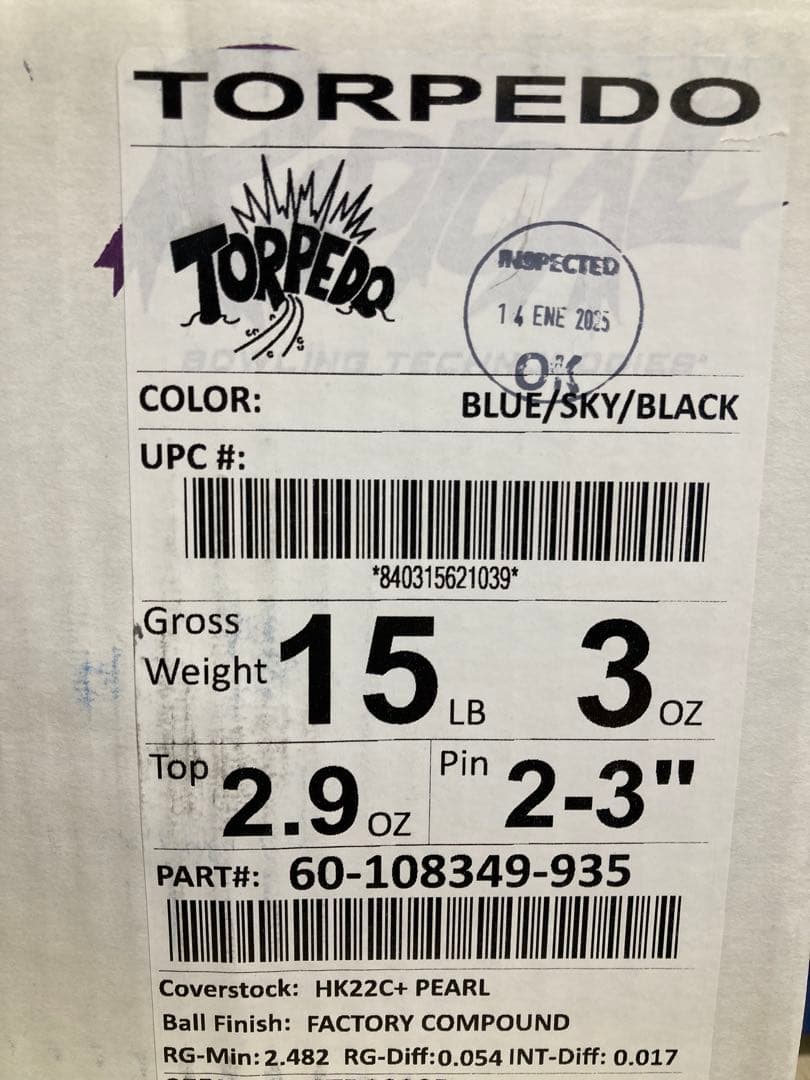 TORPEDO
TORPEDO
INSPECTED
14 ENE 2025
OK
COLOR: BLUE/SKY/BLACK
UPC #:
*840315621039*
Gross Weight 15 LB 3 OZ
Top 2.9 OZ Pin 2-3"
PART#: 60-108349-935
Coverstock: HK22C+ PEARL
Ball Finish: FACTORY COMPOUND
RG-Min: 2.482 RG-Diff:0.054 INT-Diff: 0.017